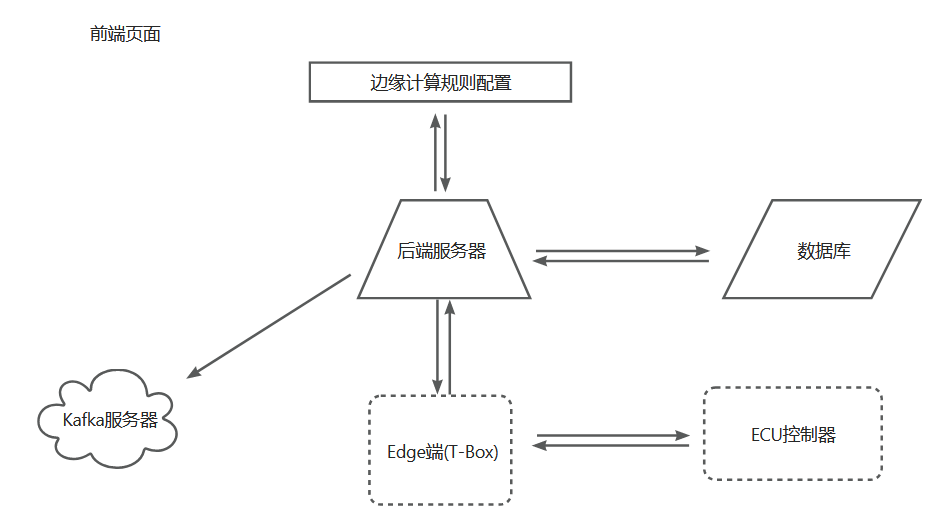 前端页面
边缘计算规则配置
后端服务器
数据库
Kafka服务器
Edge端(T-Box)
ECU控制器